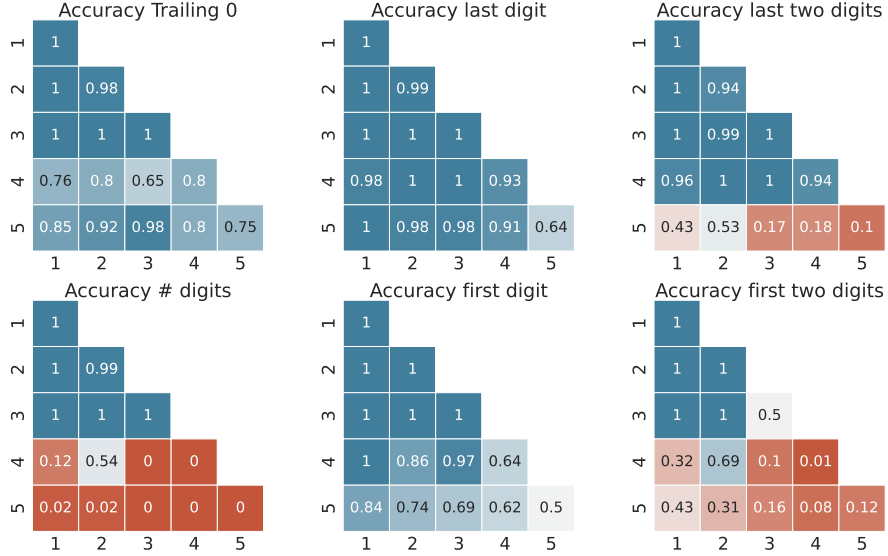 Accuracy Trailing 0
1 1
2 1 0.98
3 1 1 1
4 0.76 0.8 0.65 0.8
5 0.85 0.92 0.98 0.8 0.75
1 2 3 4 5
Accuracy last digit
1 1
2 1 0.99
3 1 1 1
4 0.98 1 1 0.93
5 1 0.98 0.98 0.91 0.64
1 2 3 4 5
Accuracy last two digits
1 1
2 1 0.94
3 1 0.99 1
4 0.96 1 1 0.94
5 0.43 0.53 0.17 0.18 0.1
1 2 3 4 5
Accuracy # digits
1 1
2 1 0.99
3 1 1 1
4 0.12 0.54 0 0
5 0.02 0.02 0 0 0
1 2 3 4 5
Accuracy first digit
1 1
2 1 1
3 1 1 1
4 1 0.86 0.97 0.64
5 0.84 0.74 0.69 0.62 0.5
1 2 3 4 5
Accuracy first two digits
1 1
2 1 1
3 1 1 0.5
4 0.32 0.69 0.1 0.01
5 0.43 0.31 0.16 0.08 0.12
1 2 3 4 5